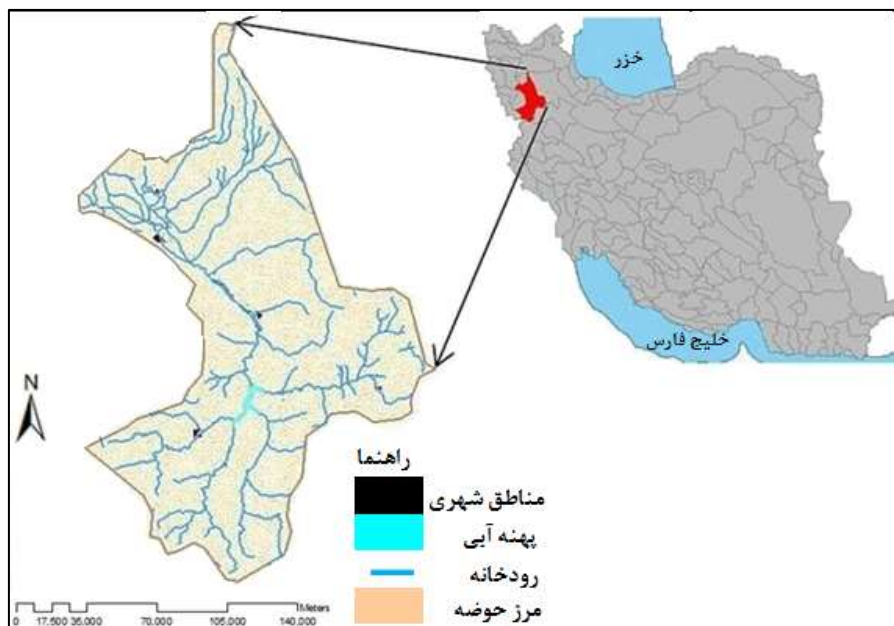 خزر
خلیج فارس
N
راهنما
مناطق شهری
پهنه آبی
رودخانه
مرز حوضه
Meters
0 17,500 35,000 70,000 105,000 140,000